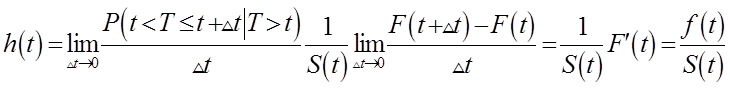 h(t) = lim_{△t→0} P(t < T ≤ t + △t | T > t) / △t 1 / S(t) lim_{△t→0} F(t + △t) − F(t) / △t = 1 / S(t) F′(t) = f(t) / S(t)